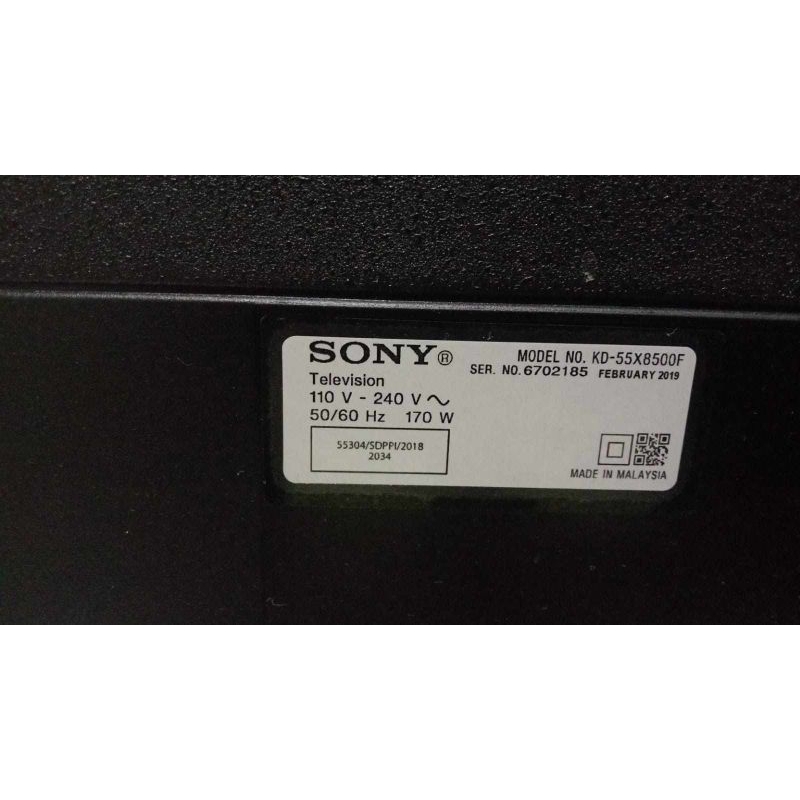 SONY®
MODEL NO. KD-55X8500F
SER. NO.6702185 FEBRUARY 2019
Television
110 V - 240 V ~
50/60 Hz 170 W
55304/SDPPI/2018
2034
MADE IN MALAYSIA